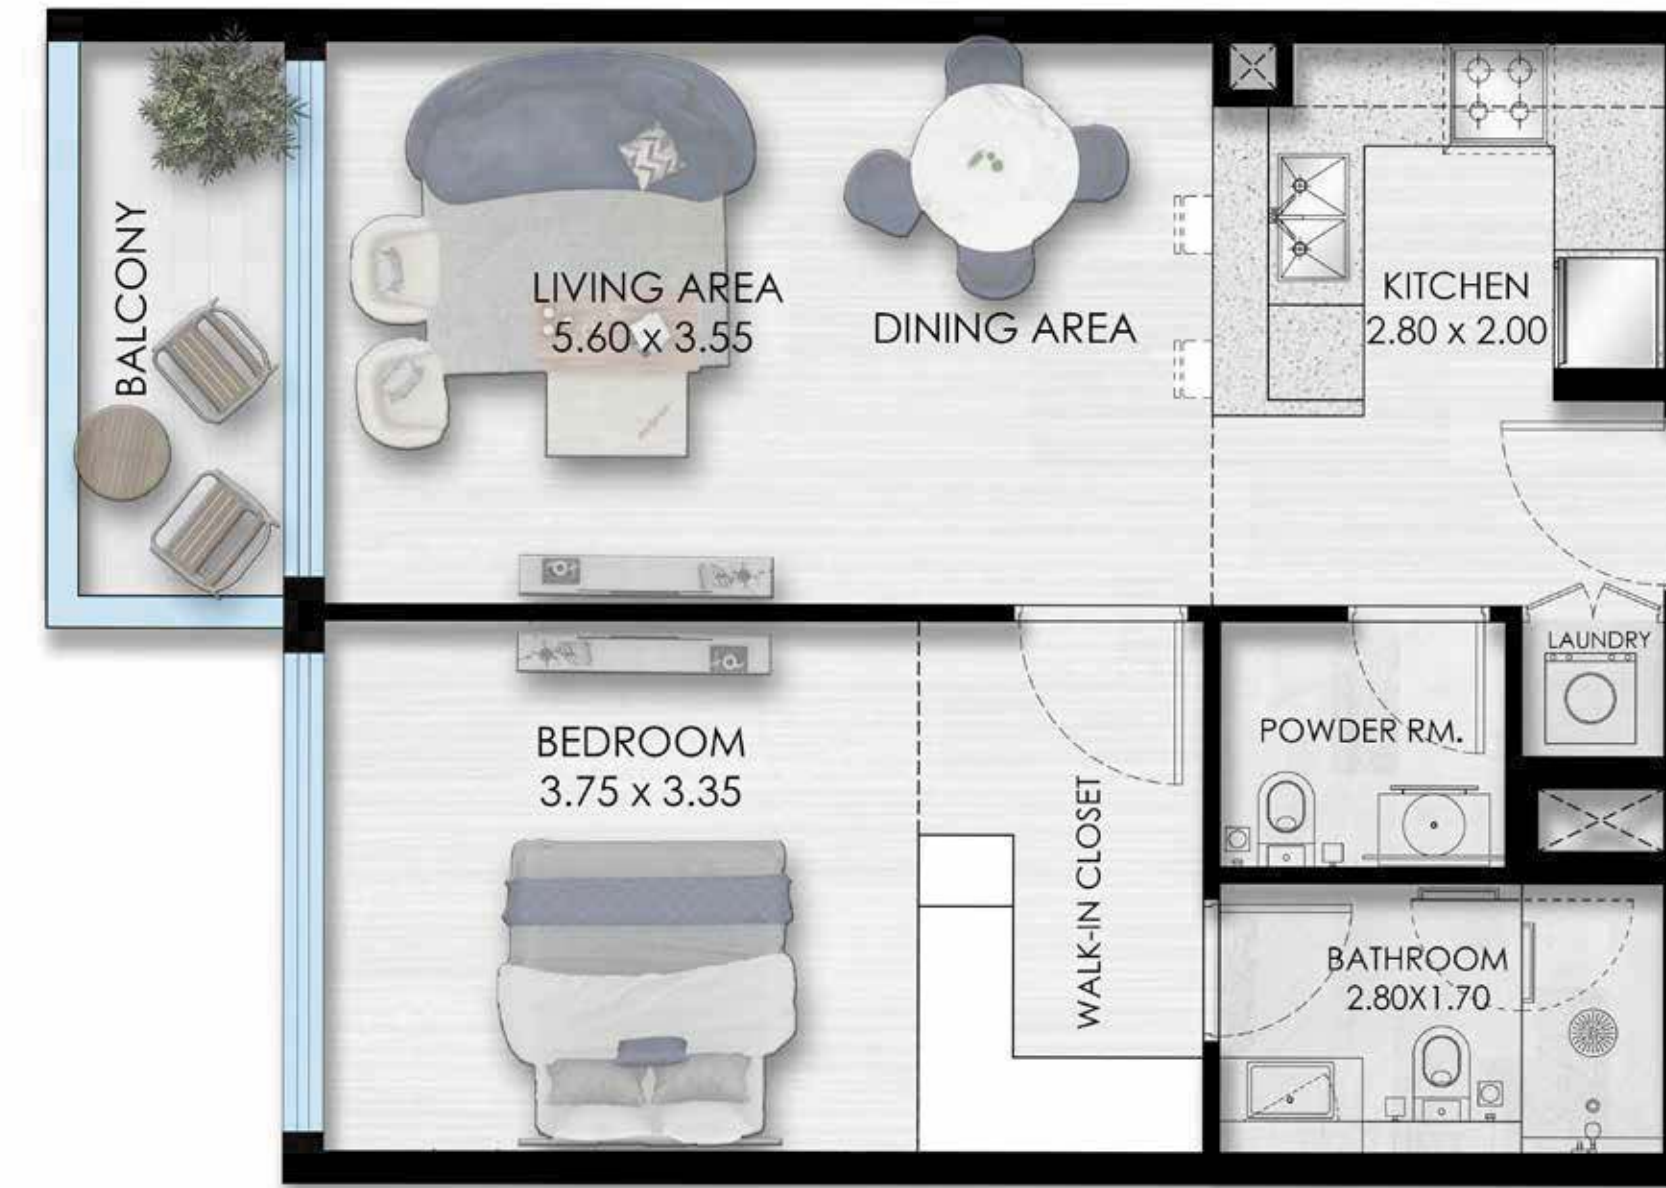 BALCONY
LIVING AREA
5.60 x 3.55
DINING AREA
KITCHEN
2.80 x 2.00
LAUNDRY
BEDROOM
3.75 x 3.35
WALK-IN CLOSET
POWDER RM.
BATHROOM
2.80X1.70